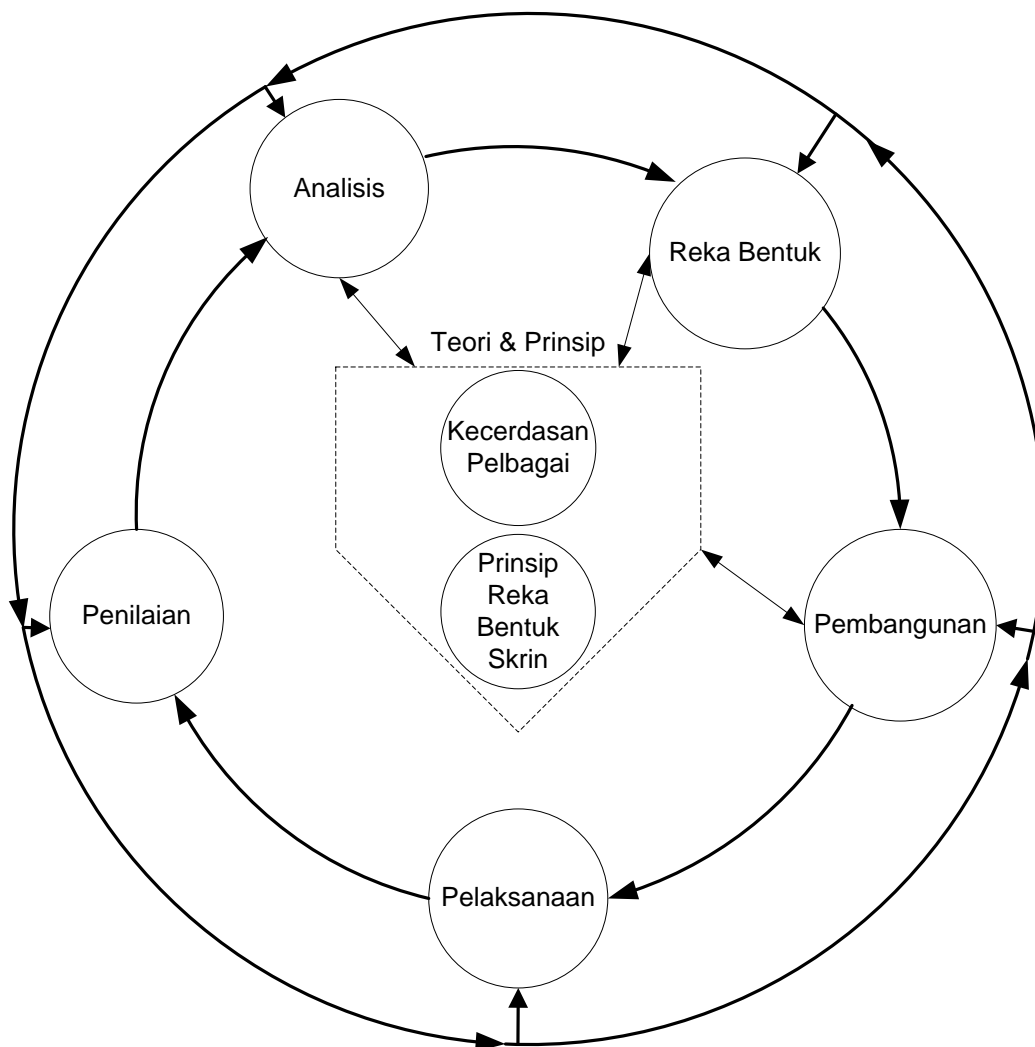 Analisis
Reka Bentuk
Teori & Prinsip
Kecerdasan
Pelbagai
Prinsip
Reka
Bentuk
Skrin
Penilaian
Pembangunan
Pelaksanaan